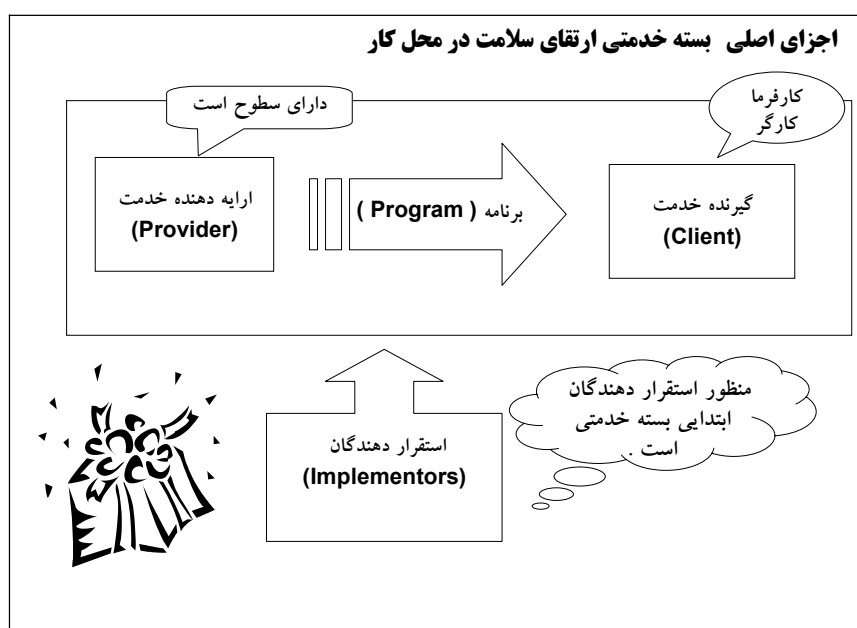 اجزای اصلی بسته خدمتی ارتقای سلامت در محل کار
کارفرما
کارگر
دارای سطوح است
گیرنده خدمت
(Client)
برنامه ( Program )
ارایه دهنده خدمت
(Provider)
منظور استقرار دهندگان
ابتدایی بسته خدمتی
است .
استقرار دهندگان
(Implementors)